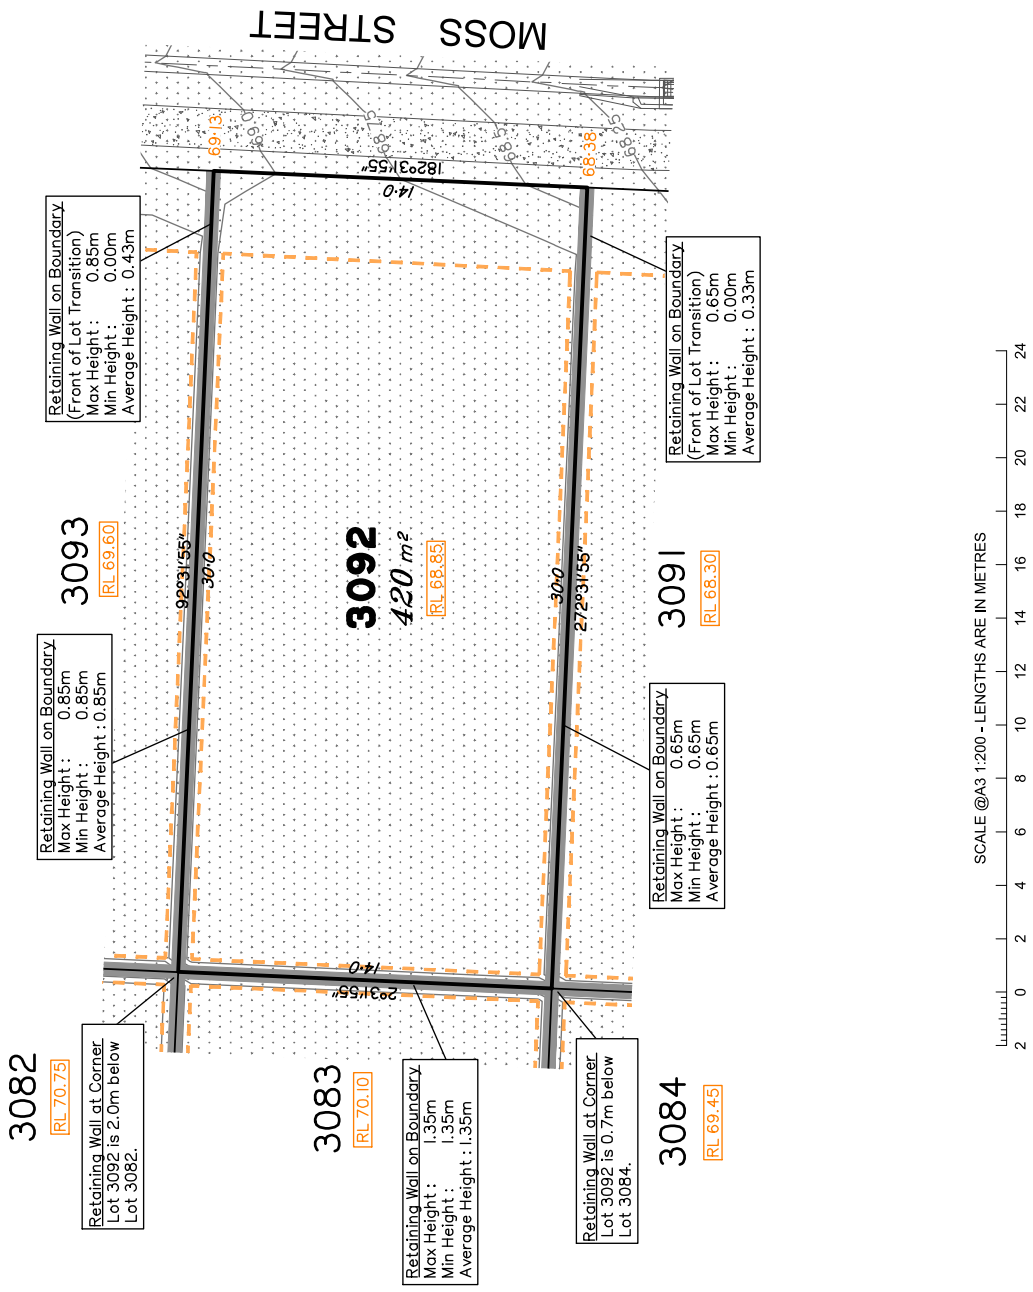 MOSS STREET
69·13
69.0
68.75
68.5
68.25
68·38
182°31'55"
14·0
Retaining Wall on Boundary
(Front of Lot Transition)
Max Height : 0.85m
Min Height : 0.00m
Average Height : 0.43m
Retaining Wall on Boundary
(Front of Lot Transition)
Max Height : 0.65m
Min Height : 0.00m
Average Height : 0.33m
3093
RL 69.60
92°31'55"
30·0
3092
420 m²
RL 68.85
30·0
272°31'55"
3091
RL 68.30
Retaining Wall on Boundary
Max Height : 0.85m
Min Height : 0.85m
Average Height : 0.85m
Retaining Wall on Boundary
Max Height : 0.65m
Min Height : 0.65m
Average Height : 0.65m
14·0
2°31'55"
3082
RL 70.75
Retaining Wall at Corner
Lot 3092 is 2.0m below
Lot 3082.
3083
RL 70.10
Retaining Wall on Boundary
Max Height : 1.35m
Min Height : 1.35m
Average Height : 1.35m
Retaining Wall at Corner
Lot 3092 is 0.7m below
Lot 3084.
3084
RL 69.45
SCALE @A3 1:200 - LENGTHS ARE IN METRES
2 0 2 4 6 8 10 12 14 16 18 20 22 24